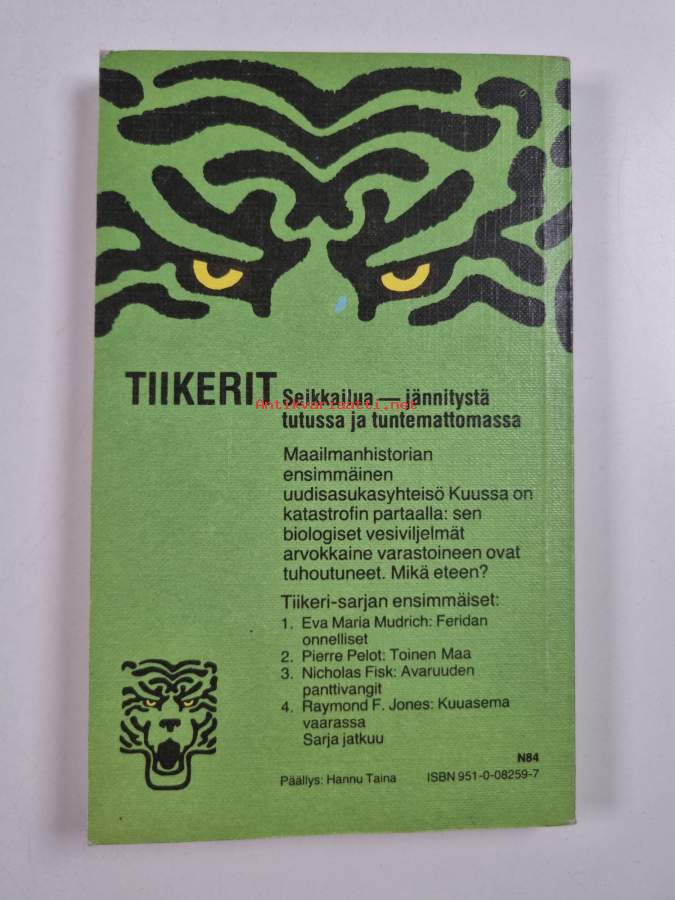 TIIKERIT
Seikkailua — jännitystä
Antikvariaatti.net
tutussa ja tuntemattomassa
Maailmanhistorian
ensimmäinen
uudisasukasyhteisö Kuussa on
katastrofin partaalla: sen
biologiset vesiviljelmät
arvokkaine varastoineen ovat
tuhoutuneet. Mikä eteen?
Tiikeri-sarjan ensimmäiset:
1. Eva Maria Mudrich: Feridan
onnelliset
2. Pierre Pelot: Toinen Maa
3. Nicholas Fisk: Avaruuden
panttivangit
4. Raymond F. Jones: Kuuasema
vaarassa
Sarja jatkuu
N84
Päällys: Hannu Taina ISBN 951-0-08259-7